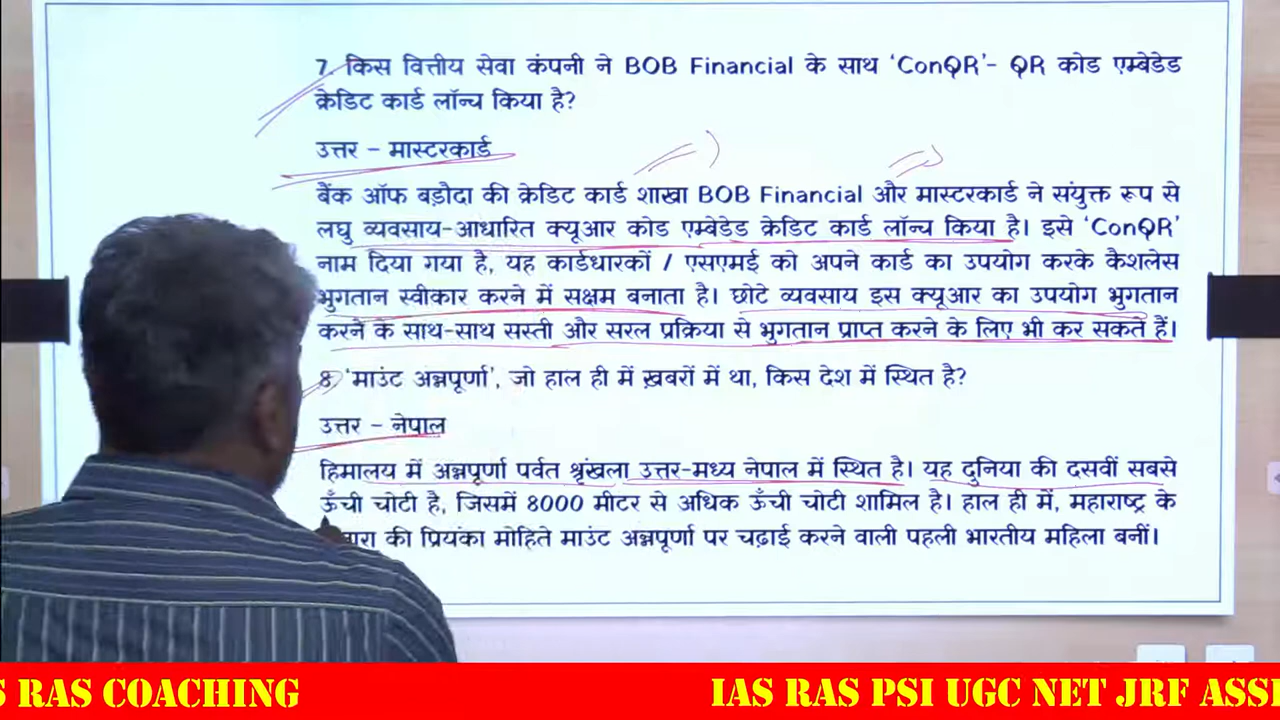 7. किस वित्तीय सेवा कंपनी ने BOB Financial के साथ ‘ConQR’- QR कोड एम्बेडेड
क्रेडिट कार्ड लॉन्च किया है?
उत्तर – मास्टरकार्ड
बैंक ऑफ बड़ौदा की क्रेडिट कार्ड शाखा BOB Financial और मास्टरकार्ड ने संयुक्त रूप से
लघु व्यवसाय-आधारित क्यूआर कोड एम्बेडेड क्रेडिट कार्ड लॉन्च किया है। इसे ‘ConQR’
नाम दिया गया है, यह कार्डधारकों / एसएमई को अपने कार्ड का उपयोग करके कैशलेस
भुगतान स्वीकार करने में सक्षम बनाता है। छोटे व्यवसाय इस क्यूआर का उपयोग भुगतान
करने के साथ-साथ सस्ती और सरल प्रक्रिया से भुगतान प्राप्त करने के लिए भी कर सकते हैं।
8. ‘माउंट अन्नपूर्णा’, जो हाल ही में ख़बरों में था, किस देश में स्थित है?
उत्तर – नेपाल
हिमालय में अन्नपूर्णा पर्वत श्रृंखला उत्तर-मध्य नेपाल में स्थित है। यह दुनिया की दसवीं सबसे
ऊँची चोटी है, जिसमें 8000 मीटर से अधिक ऊँची चोटी शामिल है। हाल ही में, महाराष्ट्र के
की प्रियंका मोहिते माउंट अन्नपूर्णा पर चढ़ाई करने वाली पहली भारतीय महिला बनीं।
S RAS COACHING IAS RAS PSI UGC NET JRF ASSI